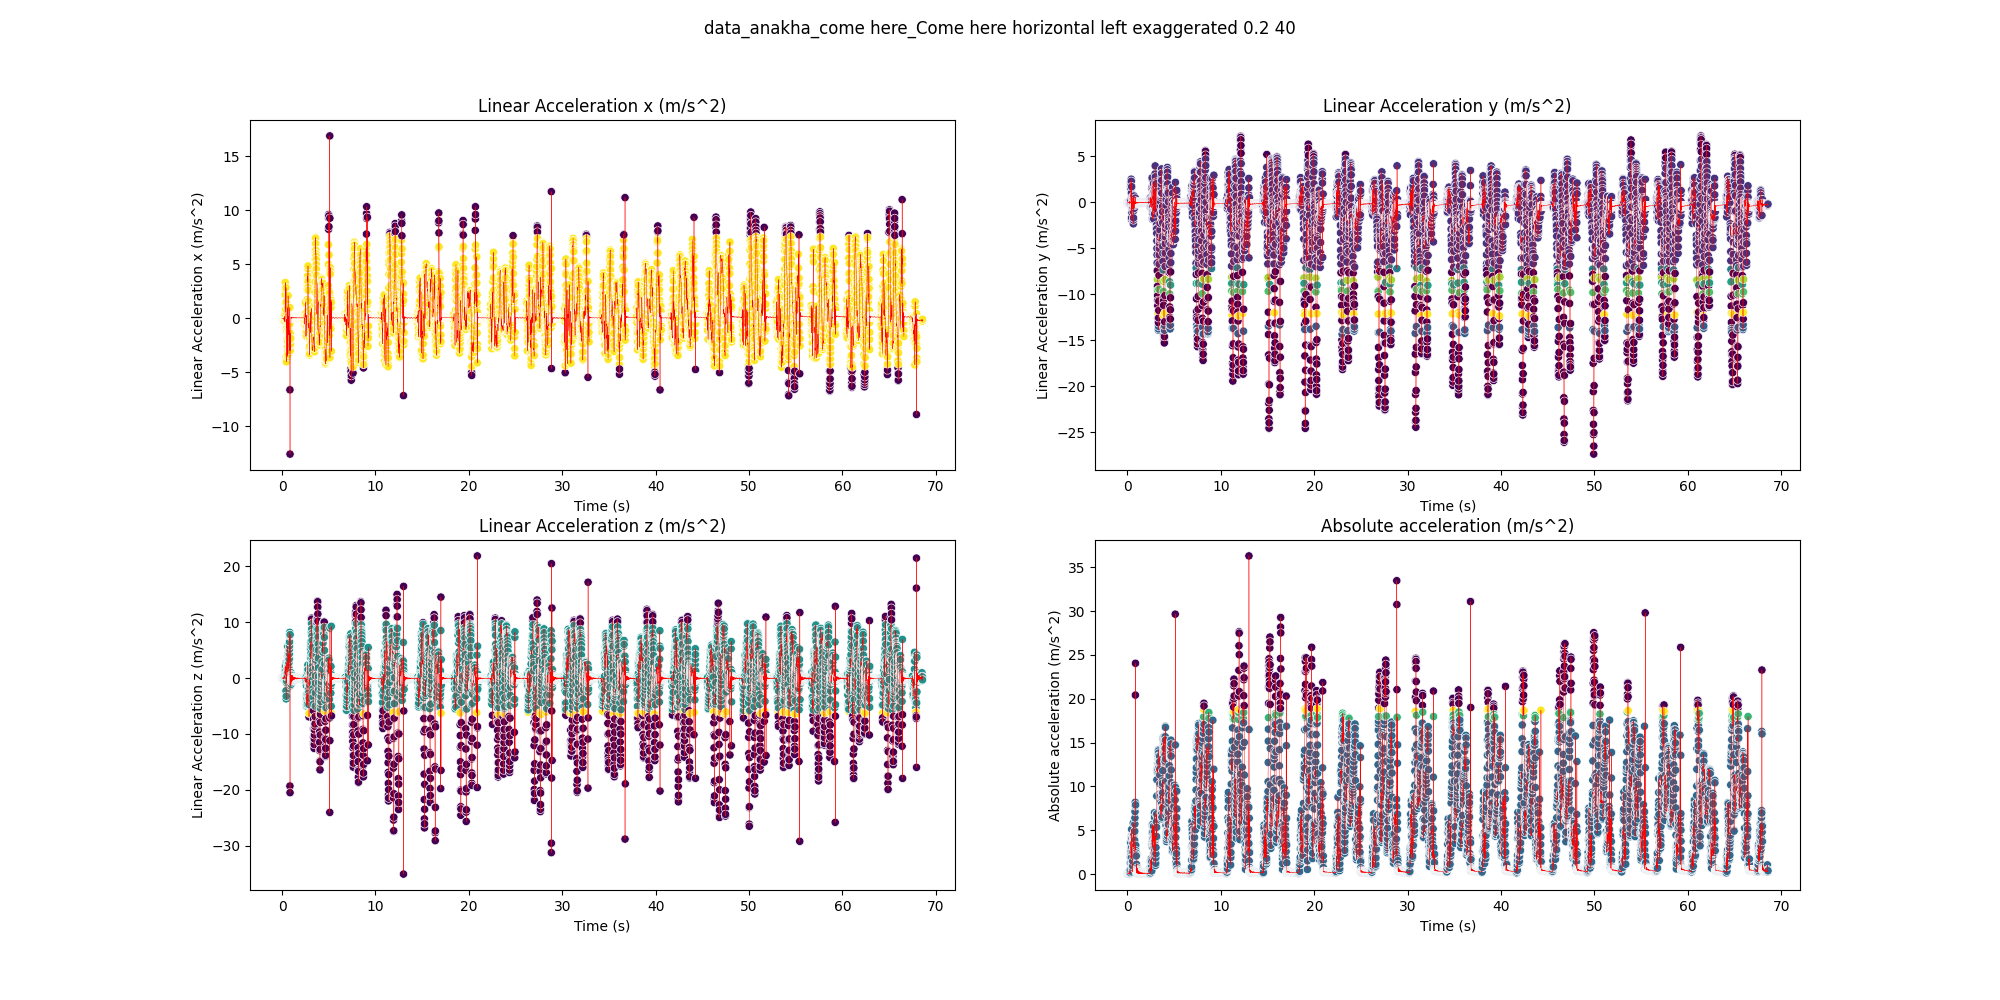 data_anakha_come here_Come here horizontal left exaggerated 0.2 40
Linear Acceleration x (m/s^2)
Linear Acceleration x (m/s^2)
15
10
5
0
−5
−10
0 10 20 30 40 50 60 70
Time (s)
Linear Acceleration y (m/s^2)
Linear Acceleration y (m/s^2)
5
0
−5
−10
−15
−20
−25
0 10 20 30 40 50 60 70
Time (s)
Linear Acceleration z (m/s^2)
Linear Acceleration z (m/s^2)
20
10
0
−10
−20
−30
0 10 20 30 40 50 60 70
Time (s)
Absolute acceleration (m/s^2)
Absolute acceleration (m/s^2)
35
30
25
20
15
10
5
0
0 10 20 30 40 50 60 70
Time (s)